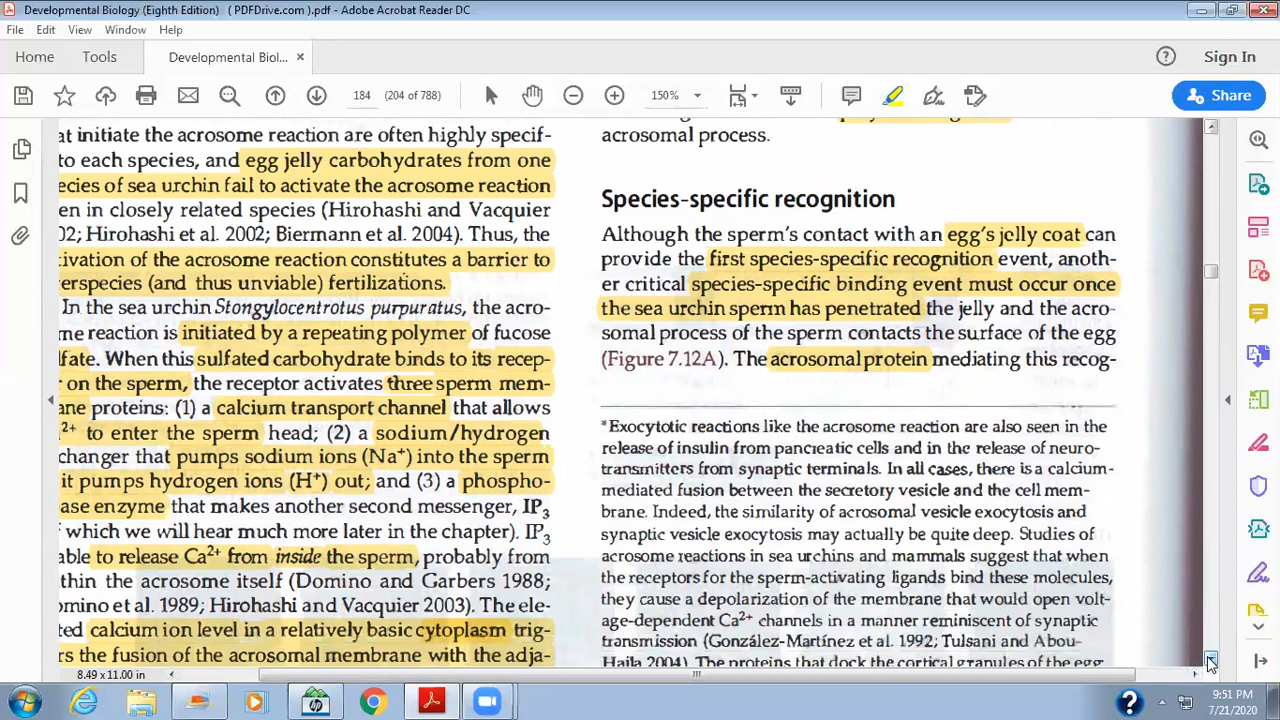 Developmental Biology (Eighth Edition) ( PDFDrive.com ).pdf - Adobe Acrobat Reader DC
File Edit View Window Help
Home Tools Developmental Biol... ×
? Sign In
184 (204 of 788) 150% Share
at initiate the acrosome reaction are often highly specif-
to each species, and egg jelly carbohydrates from one
ecies of sea urchin fail to activate the acrosome reaction
en in closely related species (Hirohashi and Vacquier
02; Hirohashi et al. 2002; Biermann et al. 2004). Thus, the
tivation of the acrosome reaction constitutes a barrier to
terspecies (and thus unviable) fertilizations.
In the sea urchin Stongylocentrotus purpuratus, the acro-
me reaction is initiated by a repeating polymer of fucose
lfate. When this sulfated carbohydrate binds to its recep-
r on the sperm, the receptor activates three sperm mem-
ane proteins: (1) a calcium transport channel that allows
2+ to enter the sperm head; (2) a sodium/hydrogen
changer that pumps sodium ions (Na+) into the sperm
it pumps hydrogen ions (H+) out; and (3) a phospho-
ase enzyme that makes another second messenger, IP3
f which we will hear much more later in the chapter). IP3
able to release Ca2+ from inside the sperm, probably from
thin the acrosome itself (Domino and Garbers 1988;
omino et al. 1989; Hirohashi and Vacquier 2003). The ele-
ted calcium ion level in a relatively basic cytoplasm trig-
rs the fusion of the acrosomal membrane with the adja-
acrosomal process.
Species-specific recognition
Although the sperm's contact with an egg's jelly coat can
provide the first species-specific recognition event, anoth-
er critical species-specific binding event must occur once
the sea urchin sperm has penetrated the jelly and the acro-
somal process of the sperm contacts the surface of the egg
(Figure 7.12A). The acrosomal protein mediating this recog-
*Exocytotic reactions like the acrosome reaction are also seen in the
release of insulin from pancreatic cells and in the release of neuro-
transmitters from synaptic terminals. In all cases, there is a calcium-
mediated fusion between the secretory vesicle and the cell mem-
brane. Indeed, the similarity of acrosomal vesicle exocytosis and
synaptic vesicle exocytosis may actually be quite deep. Studies of
acrosome reactions in sea urchins and mammals suggest that when
the receptors for the sperm-activating ligands bind these molecules,
they cause a depolarization of the membrane that would open volt-
age-dependent Ca2+ channels in a manner reminiscent of synaptic
transmission (González-Martínez et al. 1992; Tulsani and Abou-
Haila 2004). The proteins that dock the cortical granules of the egg
8.49 x 11.00 in
9:51 PM
7/21/2020